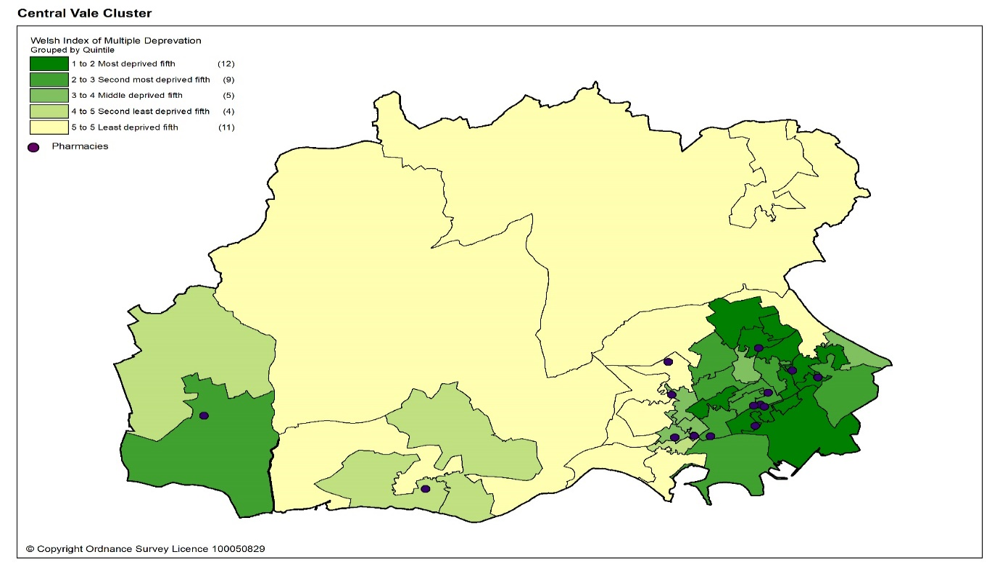 Central Vale Cluster
Welsh Index of Multiple Deprevation
Grouped by Quintile
1 to 2 Most deprived fifth (12)
2 to 3 Second most deprived fifth (9)
3 to 4 Middle deprived fifth (5)
4 to 5 Second least deprived fifth (4)
5 to 5 Least deprived fifth (11)
Pharmacies
© Copyright Ordnance Survey Licence 100050829